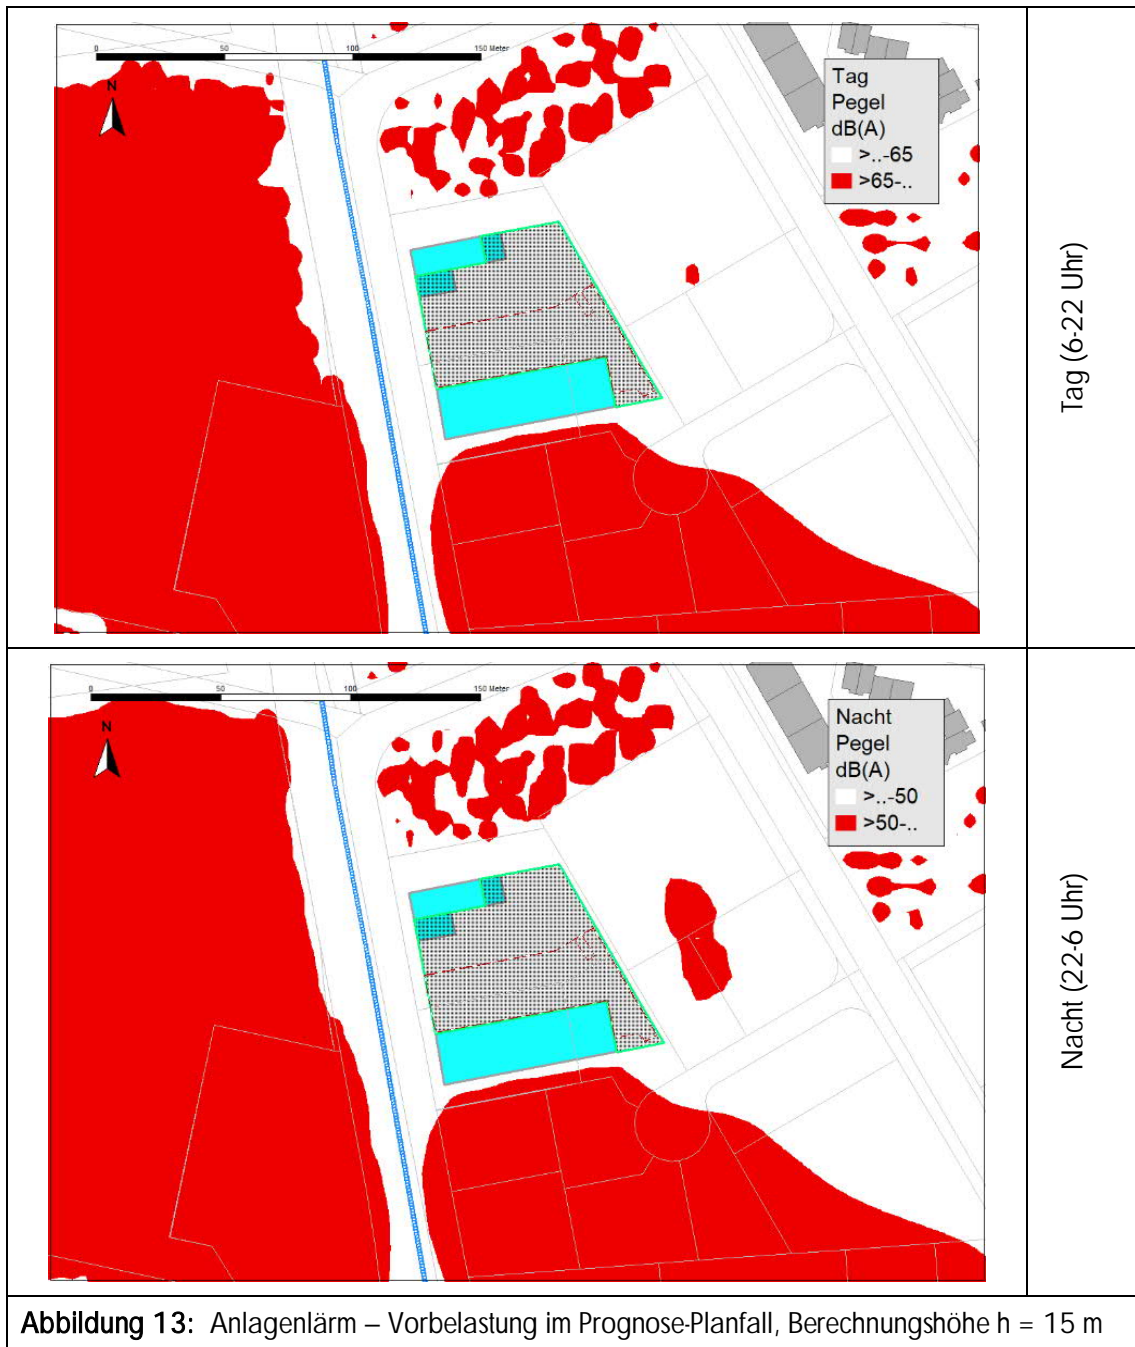 0 50 100 150 Meter
N
Tag
Pegel
dB(A)
>..-65
>65-..
Tag (6-22 Uhr)
0 50 100 150 Meter
N
Nacht
Pegel
dB(A)
>..-50
>50-..
Nacht (22-6 Uhr)
Abbildung 13: Anlagenlärm – Vorbelastung im Prognose-Planfall, Berechnungshöhe h = 15 m